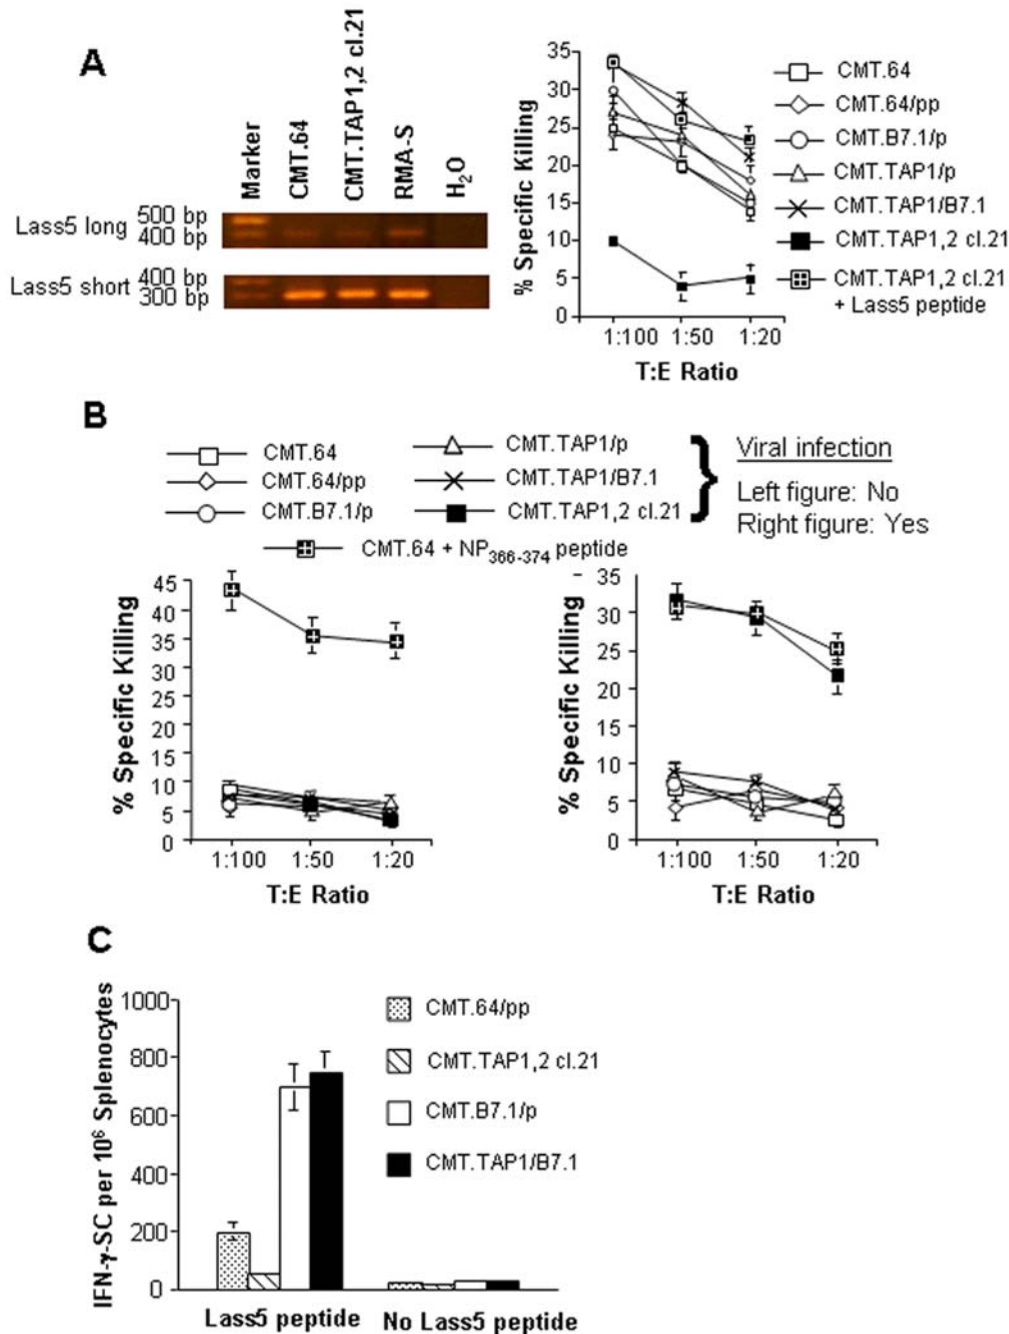 A
Marker
CMT.64
CMT.TAP1,2 cl.21
RMA-S
H2O
Lass5 long
500 bp
400 bp
Lass5 short
400 bp
300 bp
% Specific Killing
35
30
25
20
15
10
5
0
1:100 1:50 1:20
T:E Ratio
CMT.64
CMT.64/pp
CMT.B7.1/p
CMT.TAP1/p
CMT.TAP1/B7.1
CMT.TAP1,2 cl.21
CMT.TAP1,2 cl.21
+ Lass5 peptide
B
CMT.64
CMT.64/pp
CMT.B7.1/p
CMT.TAP1/p
CMT.TAP1/B7.1
CMT.TAP1,2 cl.21
CMT.64 + NP366-374 peptide
Viral infection
Left figure: No
Right figure: Yes
% Specific Killing
45
40
35
30
25
20
15
10
5
0
1:100 1:50 1:20
T:E Ratio
% Specific Killing
35
30
25
20
15
10
5
0
1:100 1:50 1:20
T:E Ratio
C
IFN-γ-SC per 10⁶ Splenocytes
1000
800
600
400
200
0
Lass5 peptide No Lass5 peptide
CMT.64/pp
CMT.TAP1,2 cl.21
CMT.B7.1/p
CMT.TAP1/B7.1